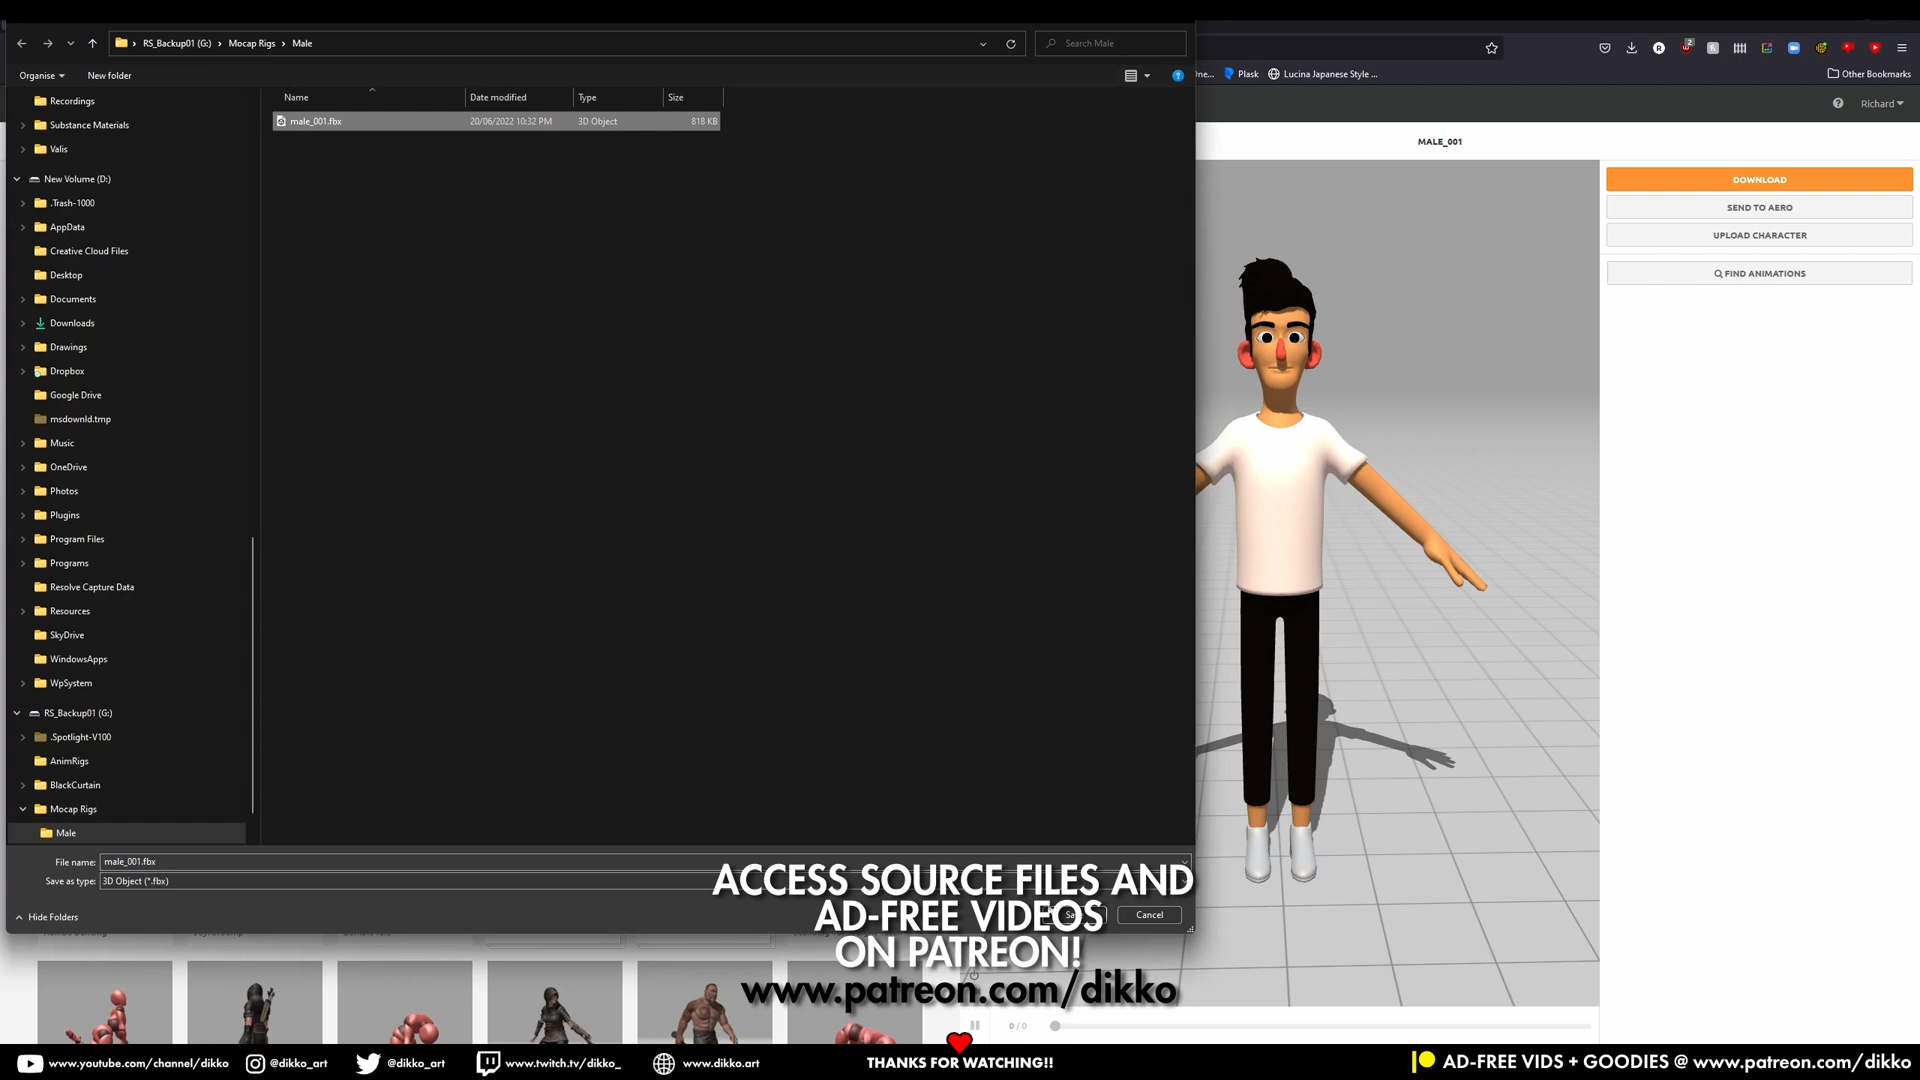 RS_Backup01 (G:) > Mocap Rigs > Male
Search Male
Organise
New folder
Name
Date modified
Type
Size
male_001.fbx
20/06/2022 10:32 PM
3D Object
818 KB
Recordings
Substance Materials
Valis
New Volume (D:)
.Trash-1000
AppData
Creative Cloud Files
Desktop
Documents
Downloads
Drawings
Dropbox
Google Drive
msdownld.tmp
Music
OneDrive
Photos
Plugins
Program Files
Programs
Resolve Capture Data
Resources
SkyDrive
WindowsApps
WpSystem
RS_Backup01 (G:)
.Spotlight-V100
AnimRigs
BlackCurtain
Mocap Rigs
Male
File name:
male_001.fbx
Save as type:
3D Object (*.fbx)
Hide Folders
Cancel
2
Plask
Lucina Japanese Style ...
Other Bookmarks
Richard
MALE_001
DOWNLOAD
SEND TO AERO
UPLOAD CHARACTER
FIND ANIMATIONS
0 / 0
ACCESS SOURCE FILES AND
AD-FREE VIDEOS
ON PATREON!
www.patreon.com/dikko
www.youtube.com/channel/dikko
@dikko_art
@dikko_art
www.twitch.tv/dikko_
www.dikko.art
THANKS FOR WATCHING!!
AD-FREE VIDS + GOODIES @ www.patreon.com/dikko